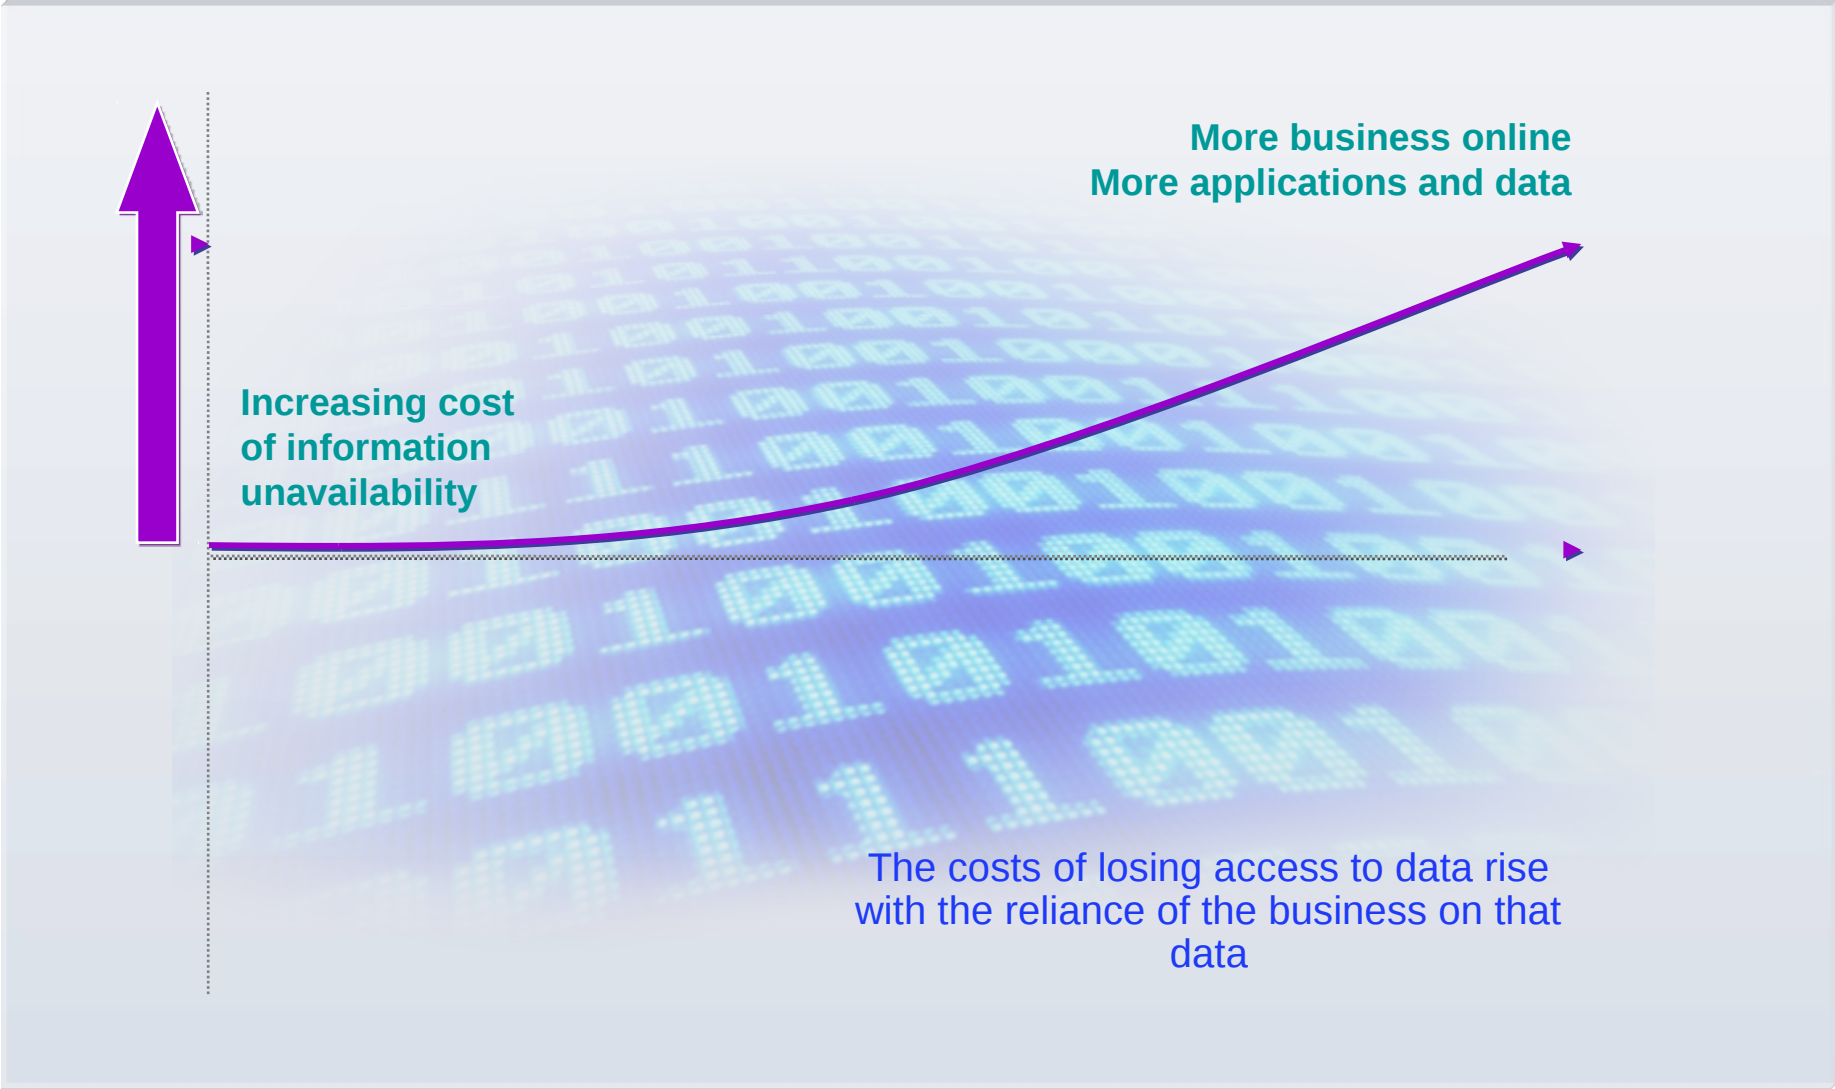 More business online
More applications and data
Increasing cost
of information
unavailability
The costs of losing access to data rise
with the reliance of the business on that
data